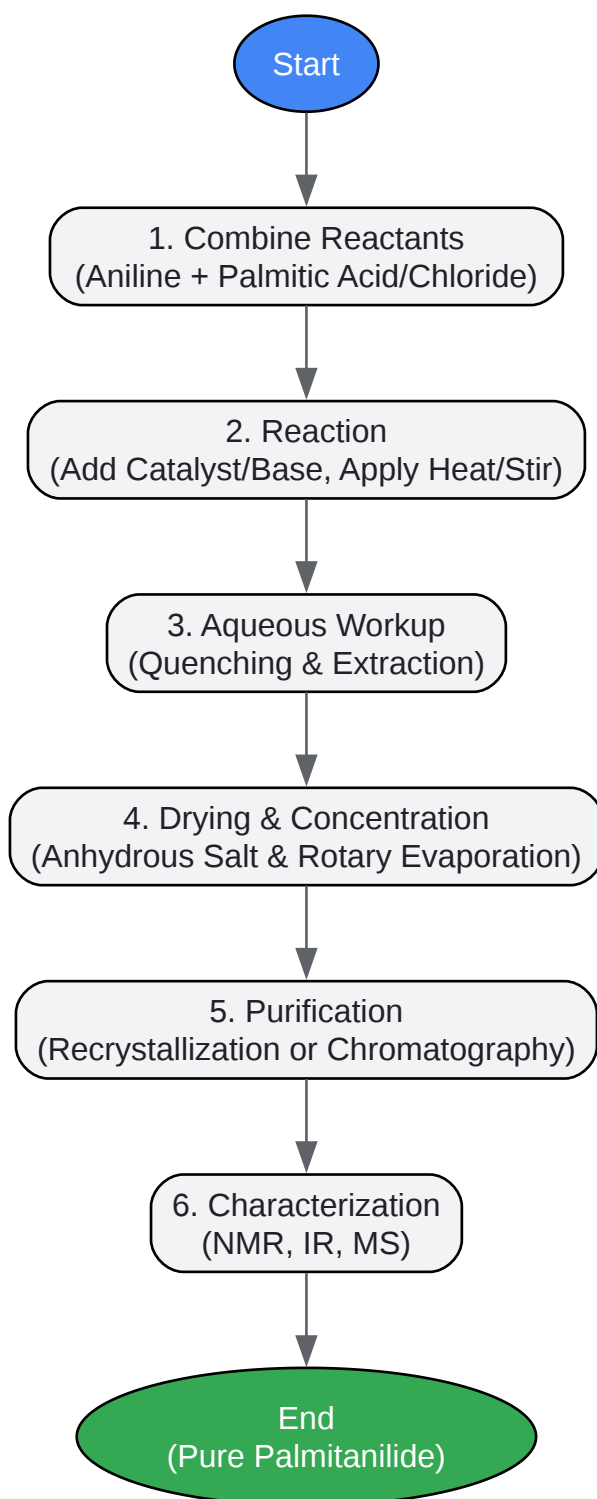 Start
1. Combine Reactants
(Aniline + Palmitic Acid/Chloride)
2. Reaction
(Add Catalyst/Base, Apply Heat/Stir)
3. Aqueous Workup
(Quenching & Extraction)
4. Drying & Concentration
(Anhydrous Salt & Rotary Evaporation)
5. Purification
(Recrystallization or Chromatography)
6. Characterization
(NMR, IR, MS)
End
(Pure Palmitanilide)